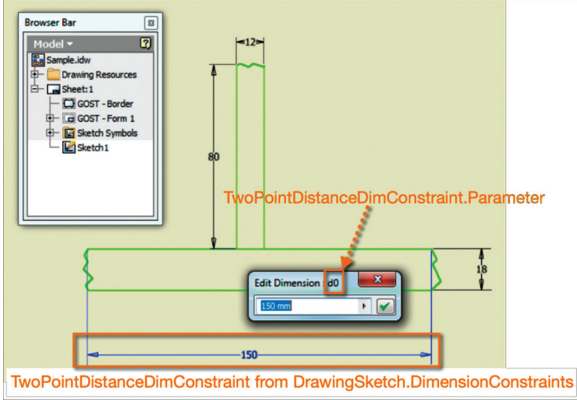 Browser Bar
Model
Sample.idw
Drawing Resources
Sheet:1
GOST - Border
GOST - Form 1
Sketch Symbols
Sketch1
12
80
TwoPointDistanceDimConstraint.Parameter
18
Edit Dimension : d0
150 mm
150
TwoPointDistanceDimConstraint from DrawingSketch.DimensionConstraints